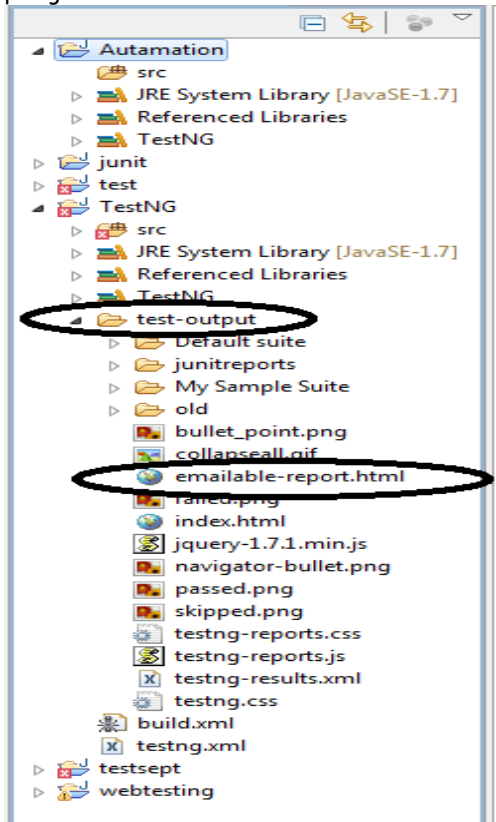 Autamation
src
JRE System Library [JavaSE-1.7]
Referenced Libraries
TestNG
junit
test
TestNG
src
JRE System Library [JavaSE-1.7]
Referenced Libraries
TestNG
test-output
Default suite
junitreports
My Sample Suite
old
bullet_point.png
collapseall.gif
emailable-report.html
failed.png
index.html
jquery-1.7.1.min.js
navigator-bullet.png
passed.png
skipped.png
testng-reports.css
testng-reports.js
testng-results.xml
testng.css
build.xml
testng.xml
testsept
webtesting